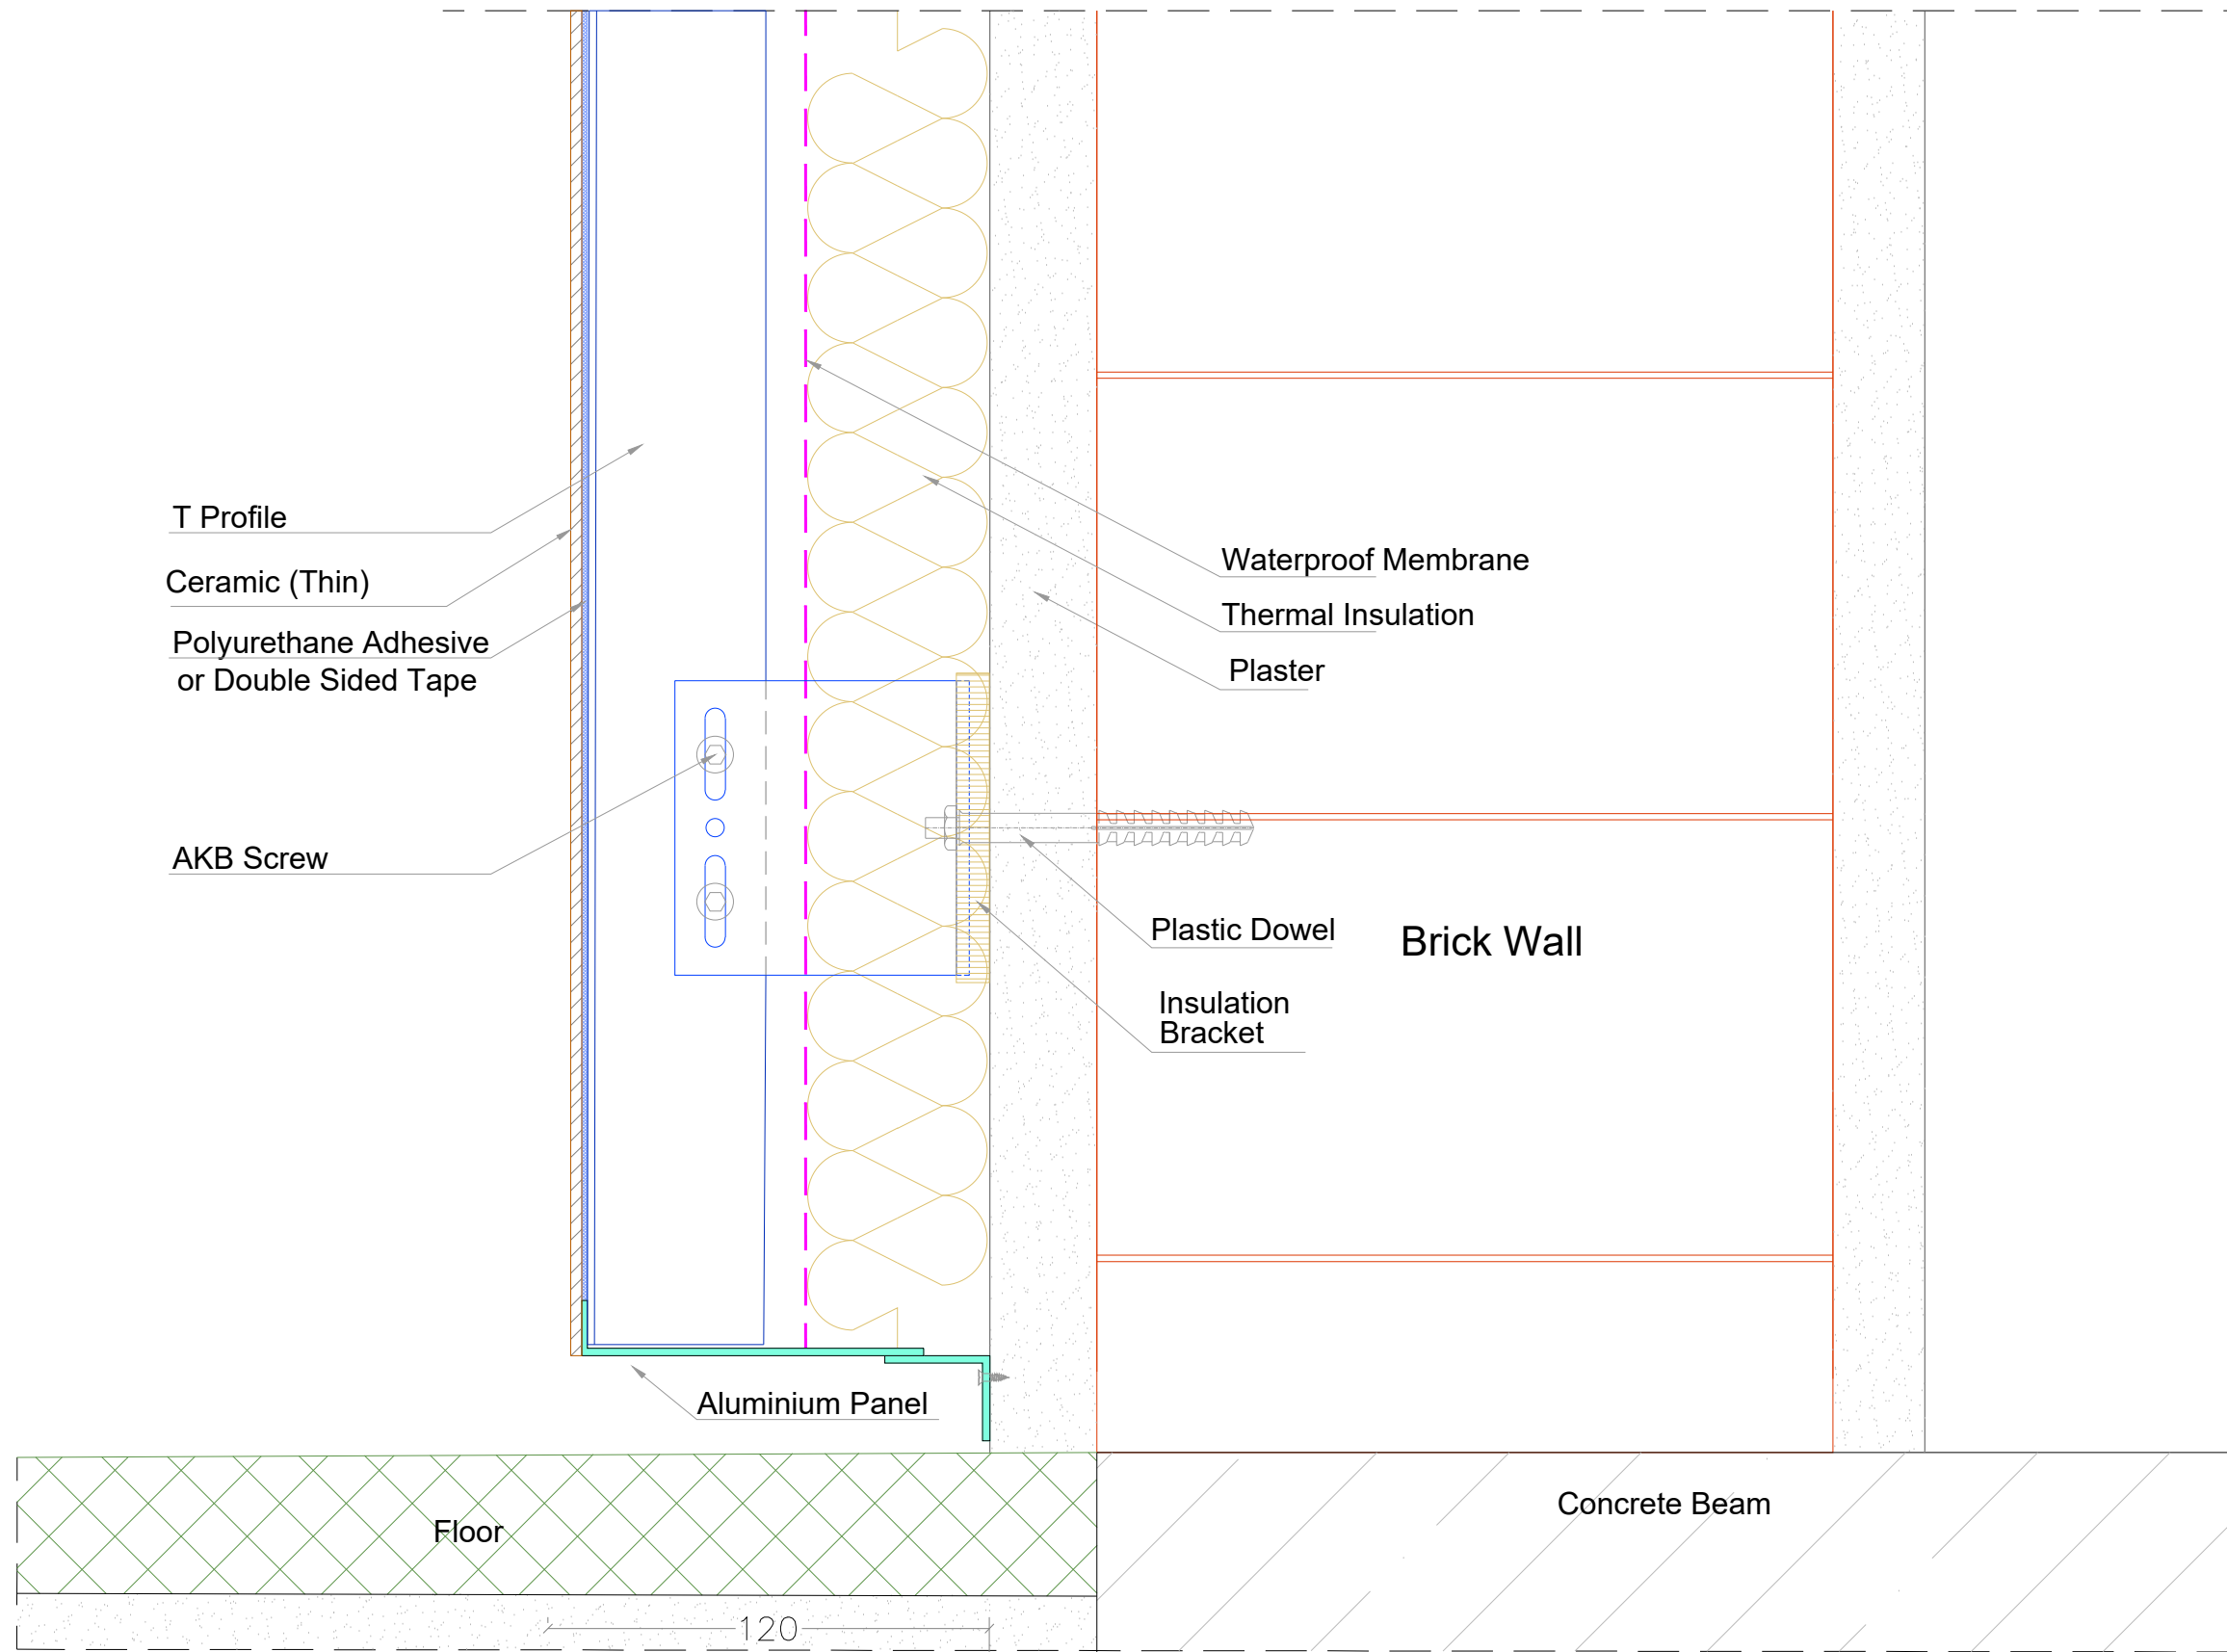 T Profile
Ceramic (Thin)
Polyurethane Adhesive
or Double Sided Tape
AKB Screw
Waterproof Membrane
Thermal Insulation
Plaster
Plastic Dowel
Brick Wall
Insulation
Bracket
Aluminium Panel
Concrete Beam
Floor
120